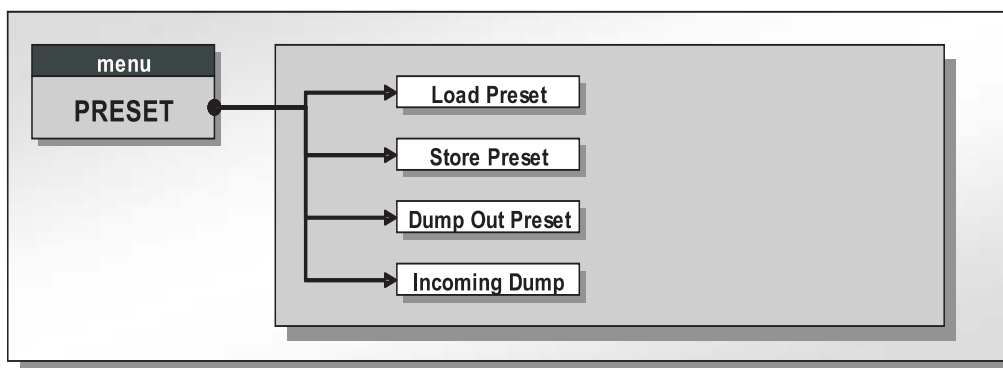 menu
PRESET
Load Preset
Store Preset
Dump Out Preset
Incoming Dump